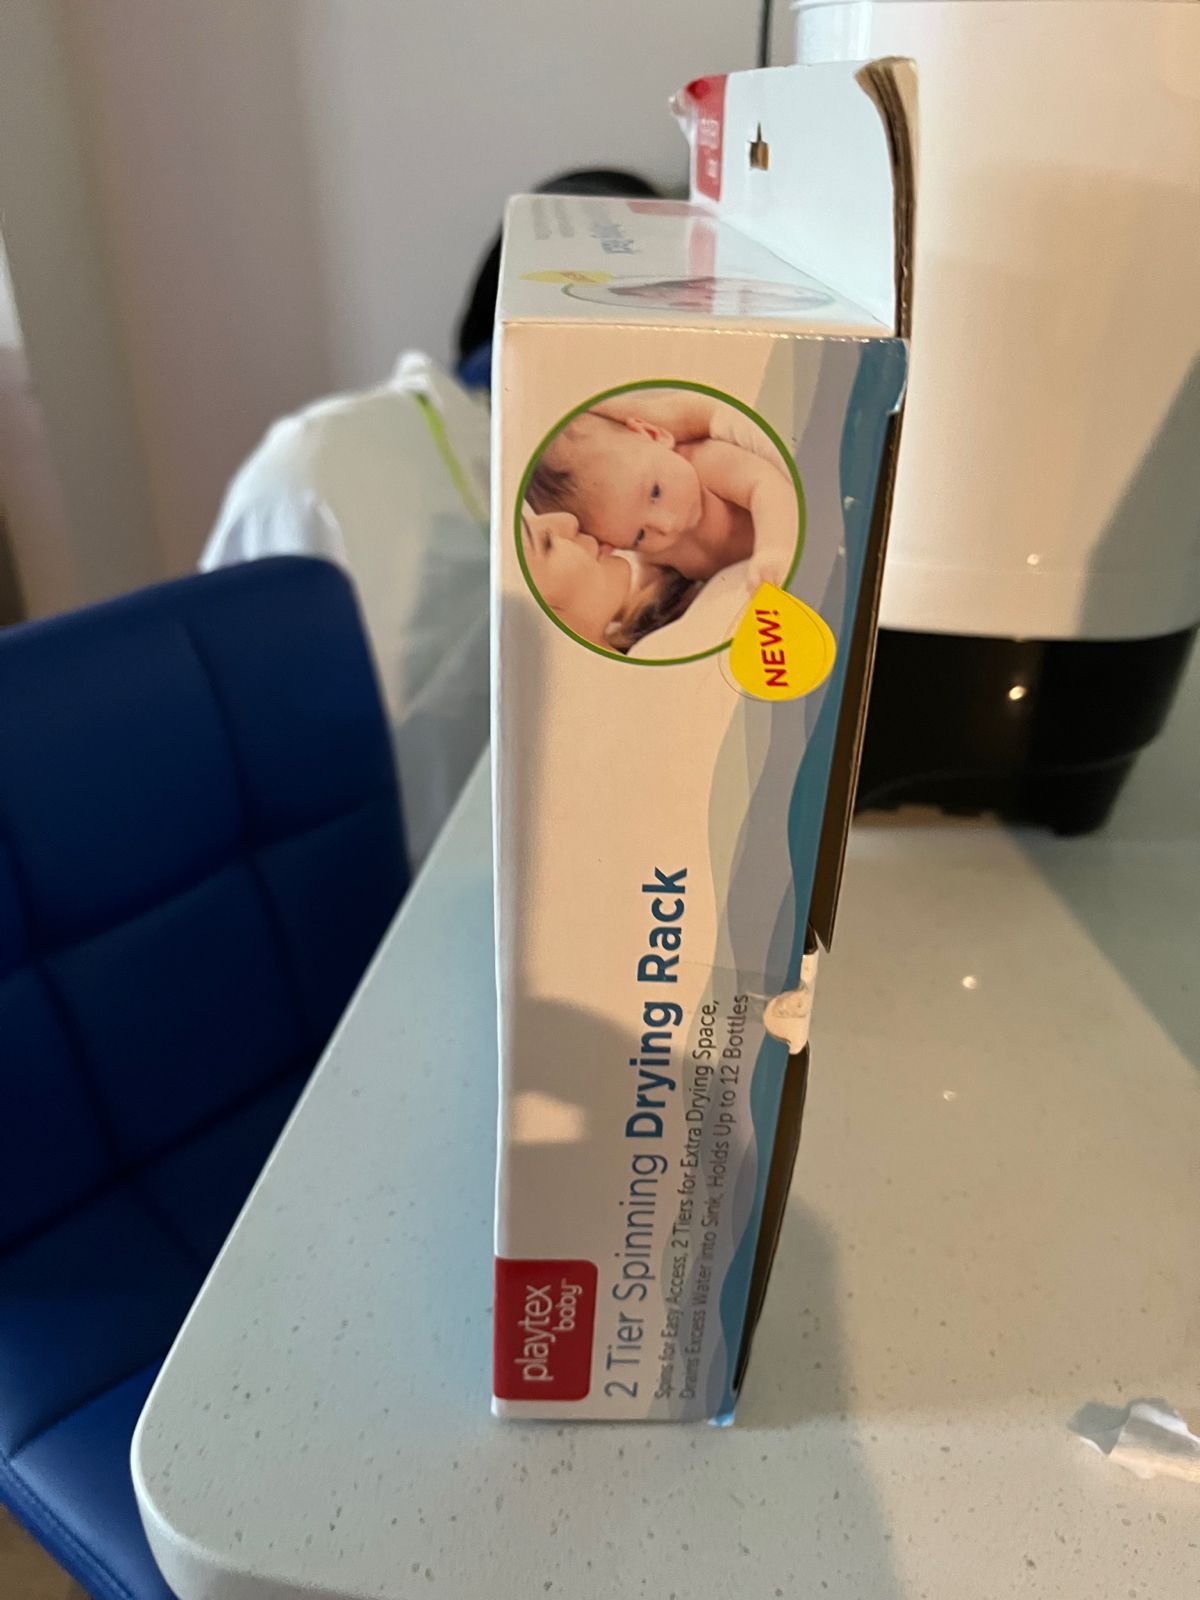 playtex
baby™
2 Tier Spinning Drying Rack
Spins for Easy Access, 2 Tiers for Extra Drying Space,
Drains Excess Water into Sink, Holds Up to 12 Bottles
NEW!